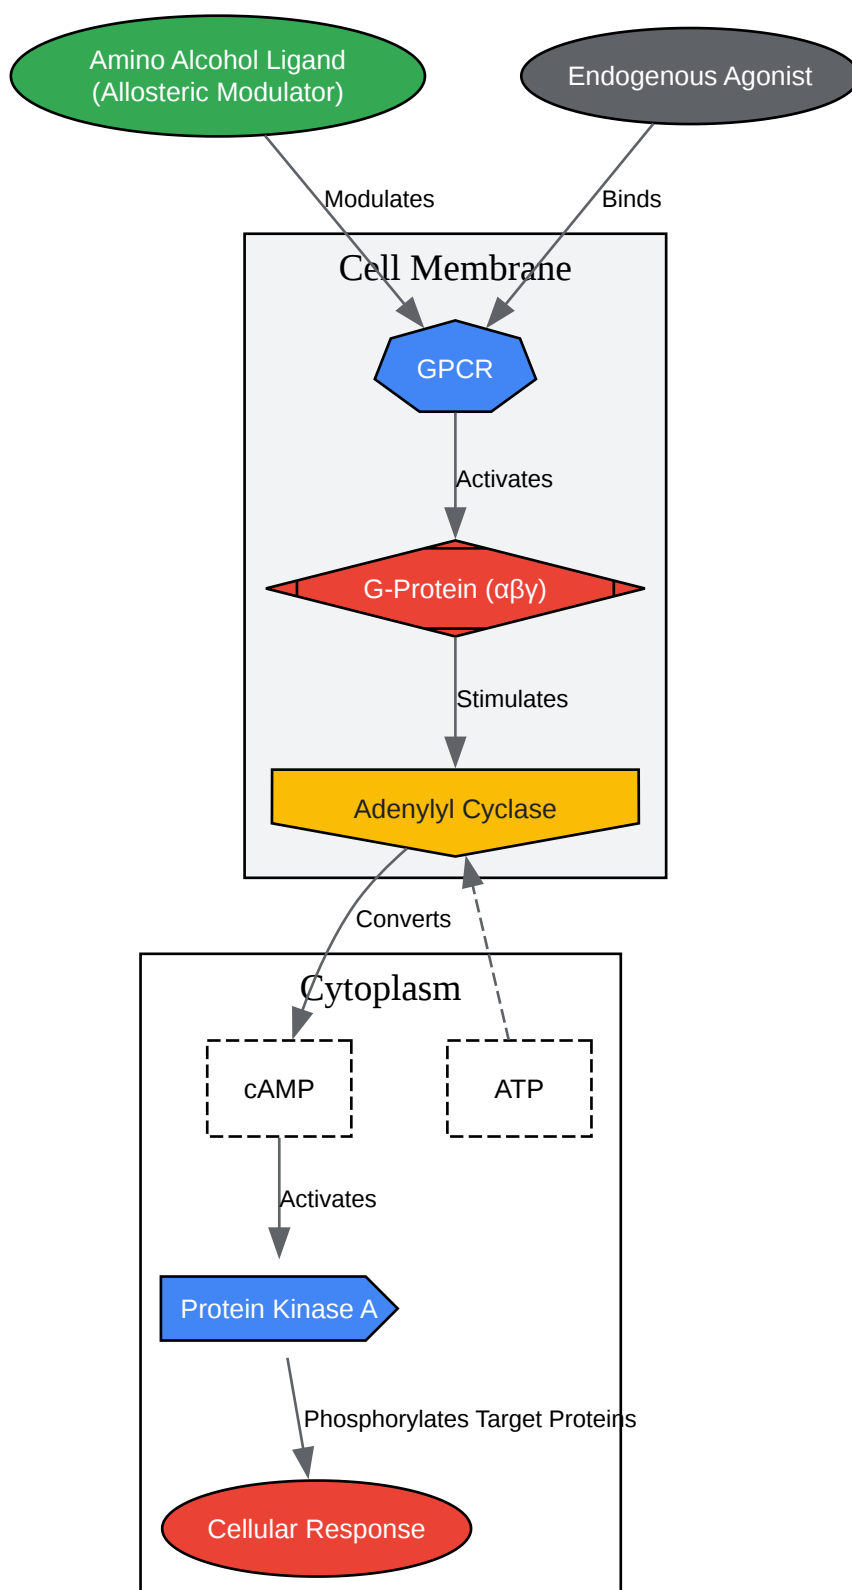 Amino Alcohol Ligand
(Allosteric Modulator)
Endogenous Agonist
Modulates
Binds
Cell Membrane
GPCR
Activates
G-Protein (αβγ)
Stimulates
Adenylyl Cyclase
Converts
Cytoplasm
cAMP
ATP
Activates
Protein Kinase A
Phosphorylates Target Proteins
Cellular Response